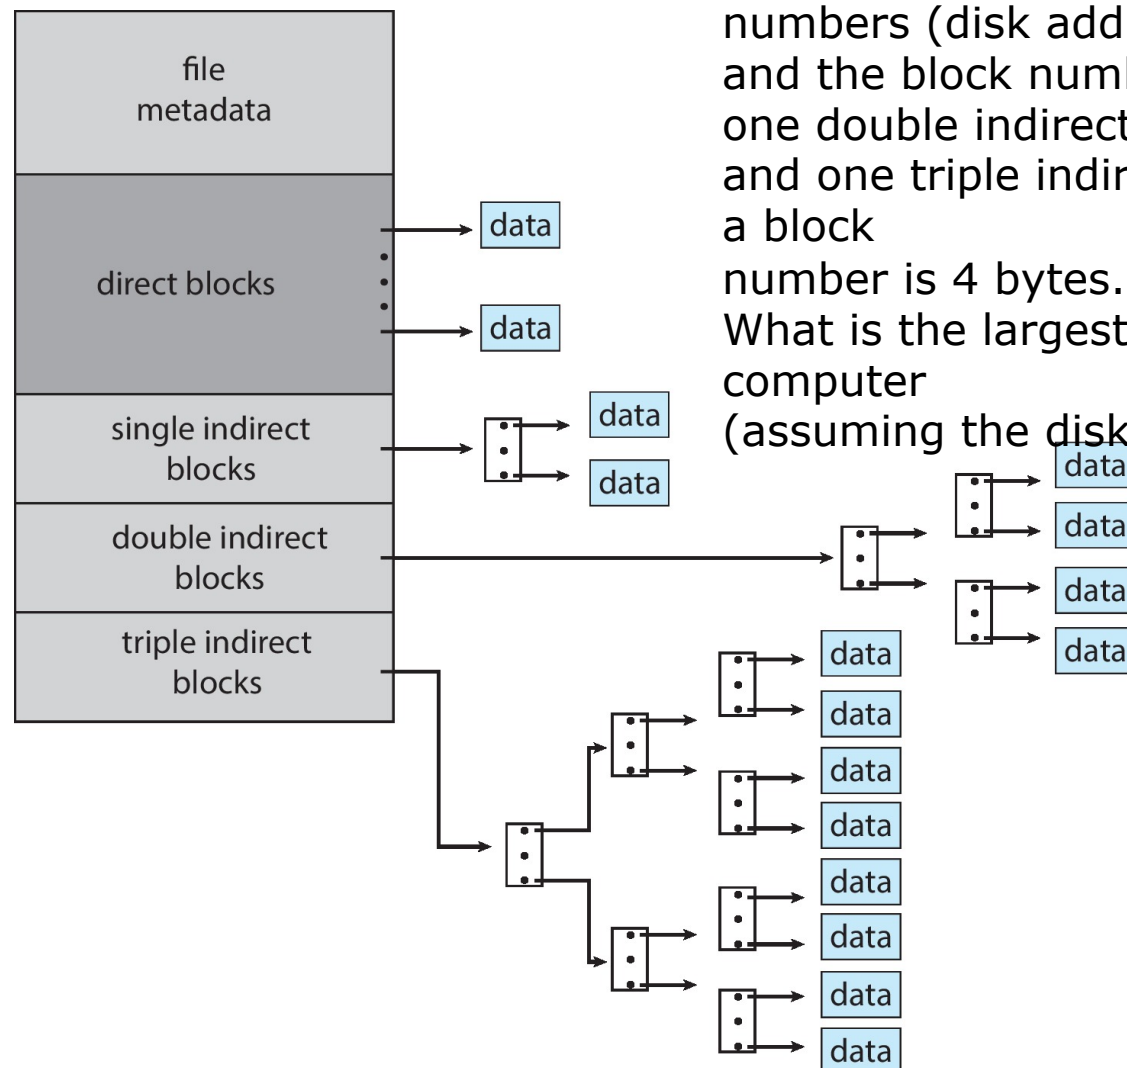 file
metadata
direct blocks
data
data
single indirect
blocks
data
data
double indirect
blocks
data
data
data
data
triple indirect
blocks
data
data
data
data
data
data
data
data
numbers (disk add
and the block num
one double indirect
and one triple indir
a block
number is 4 bytes.
What is the largest
computer
(assuming the disk